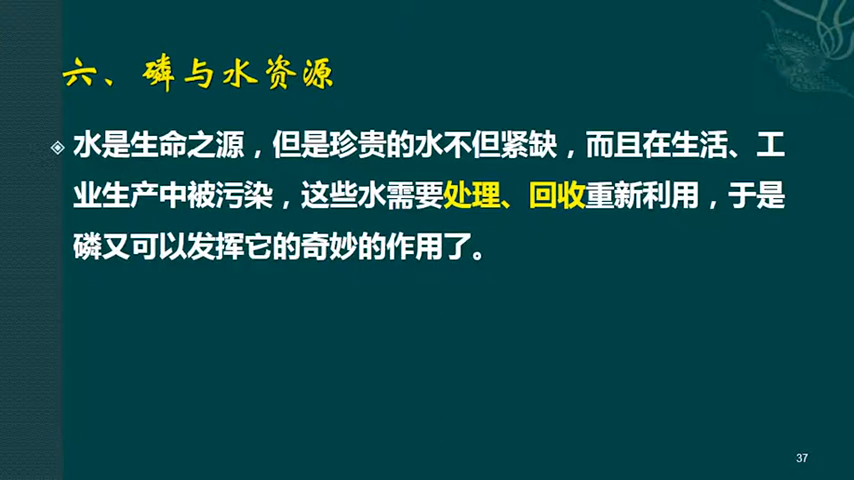 六、磷与水资源
水是生命之源，但是珍贵的水不但紧缺，而且在生活、工
业生产中被污染，这些水需要处理、回收重新利用，于是
磷又可以发挥它的奇妙的作用了。
37